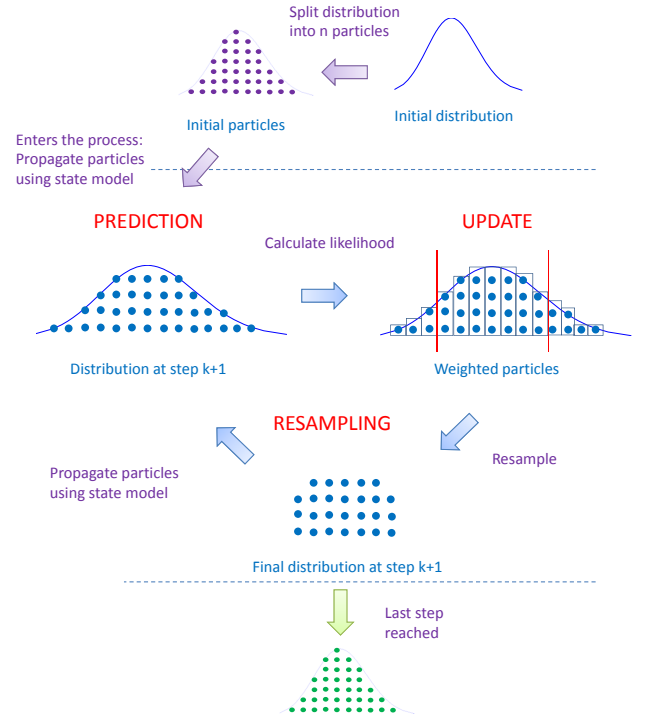 Split distribution
into n particles
Initial particles
Initial distribution
Enters the process:
Propagate particles
using state model
PREDICTION
UPDATE
Calculate likelihood
Distribution at step k+1
Weighted particles
RESAMPLING
Propagate particles
using state model
Resample
Final distribution at step k+1
Last step
reached